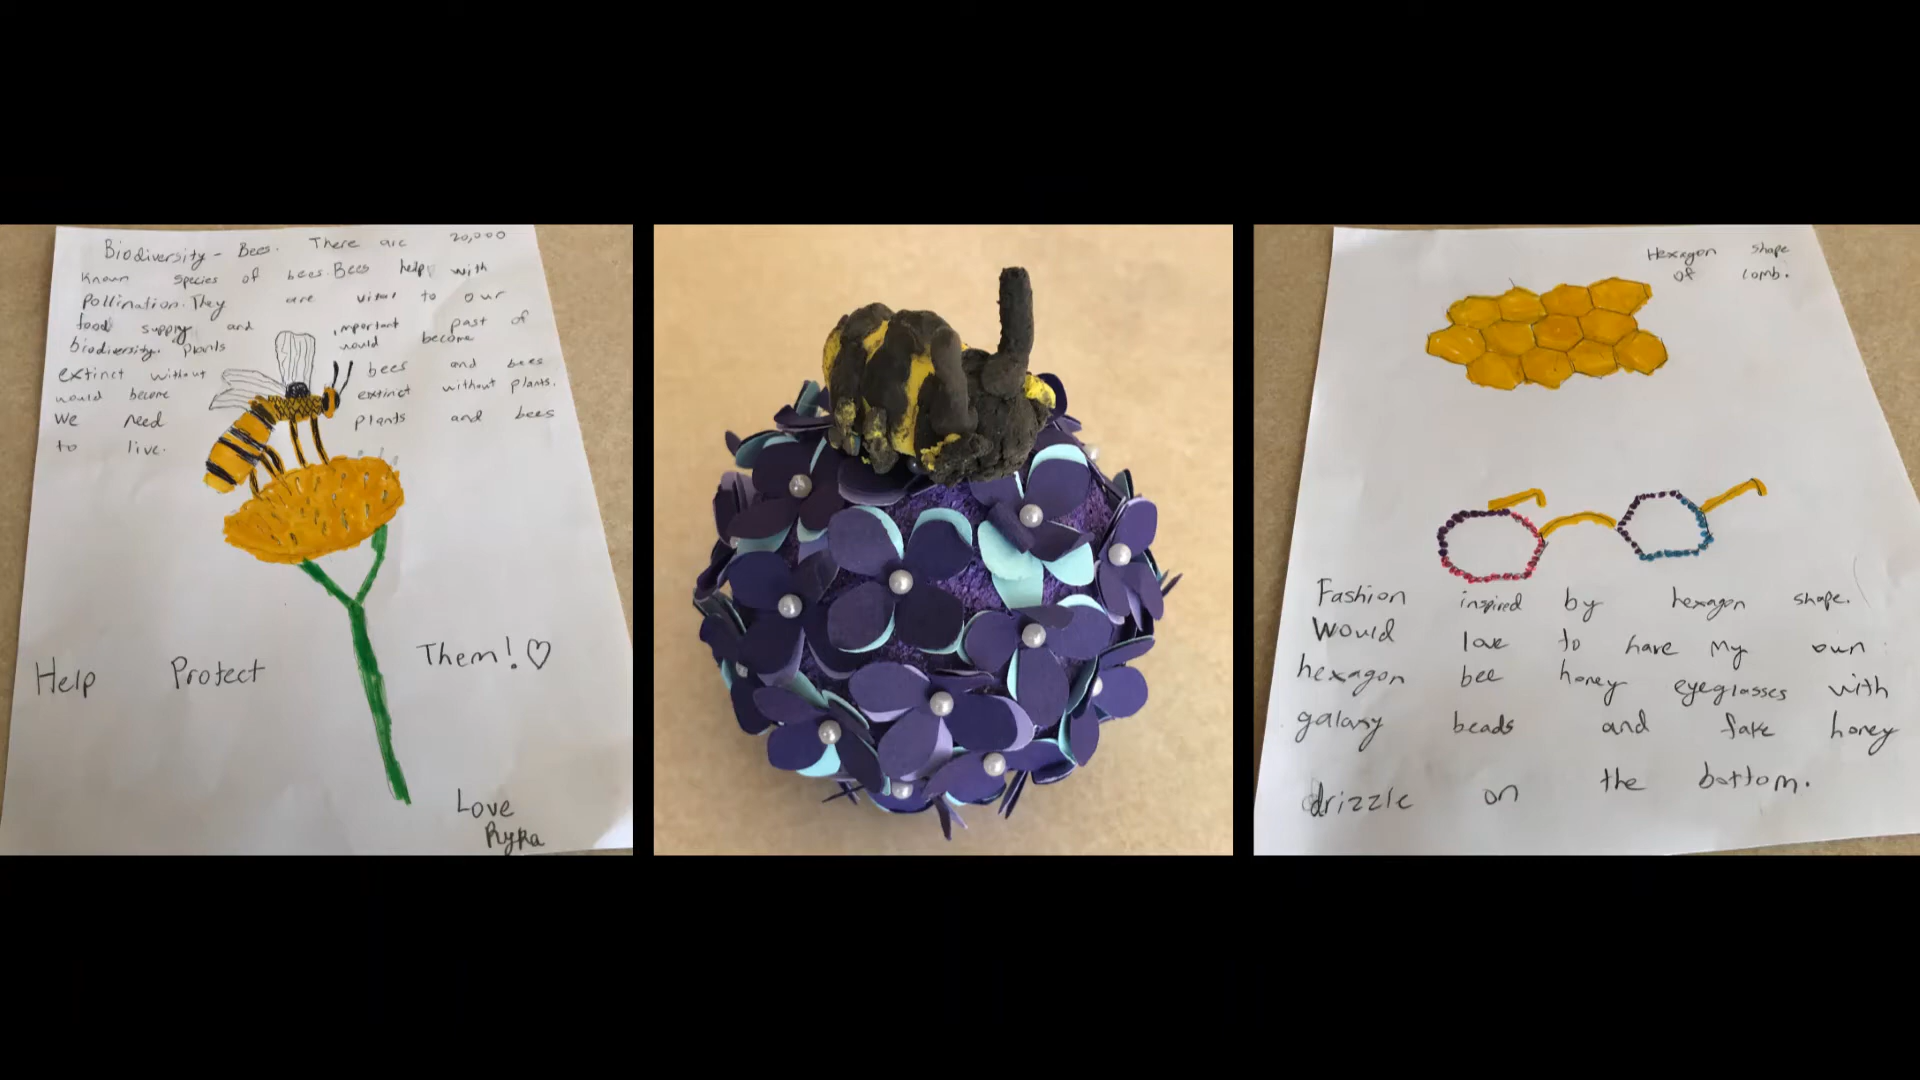 Biodiversity - Bees. There are 20,000
Known species of bees. Bees help with
Pollination. They are vital to our
food supply and important past of
biodiversity. Plants would become
extinct without bees and bees
would become extinct without plants.
We need plants and bees
to live.
Help Protect Them! ♡
Love
Ryka
Hexagon shape
of comb.
Fashion inspired by hexagon shape.
Would love to have my own
hexagon bee honey eyeglasses with
galaxy beads and fake honey
drizzle on the bottom.